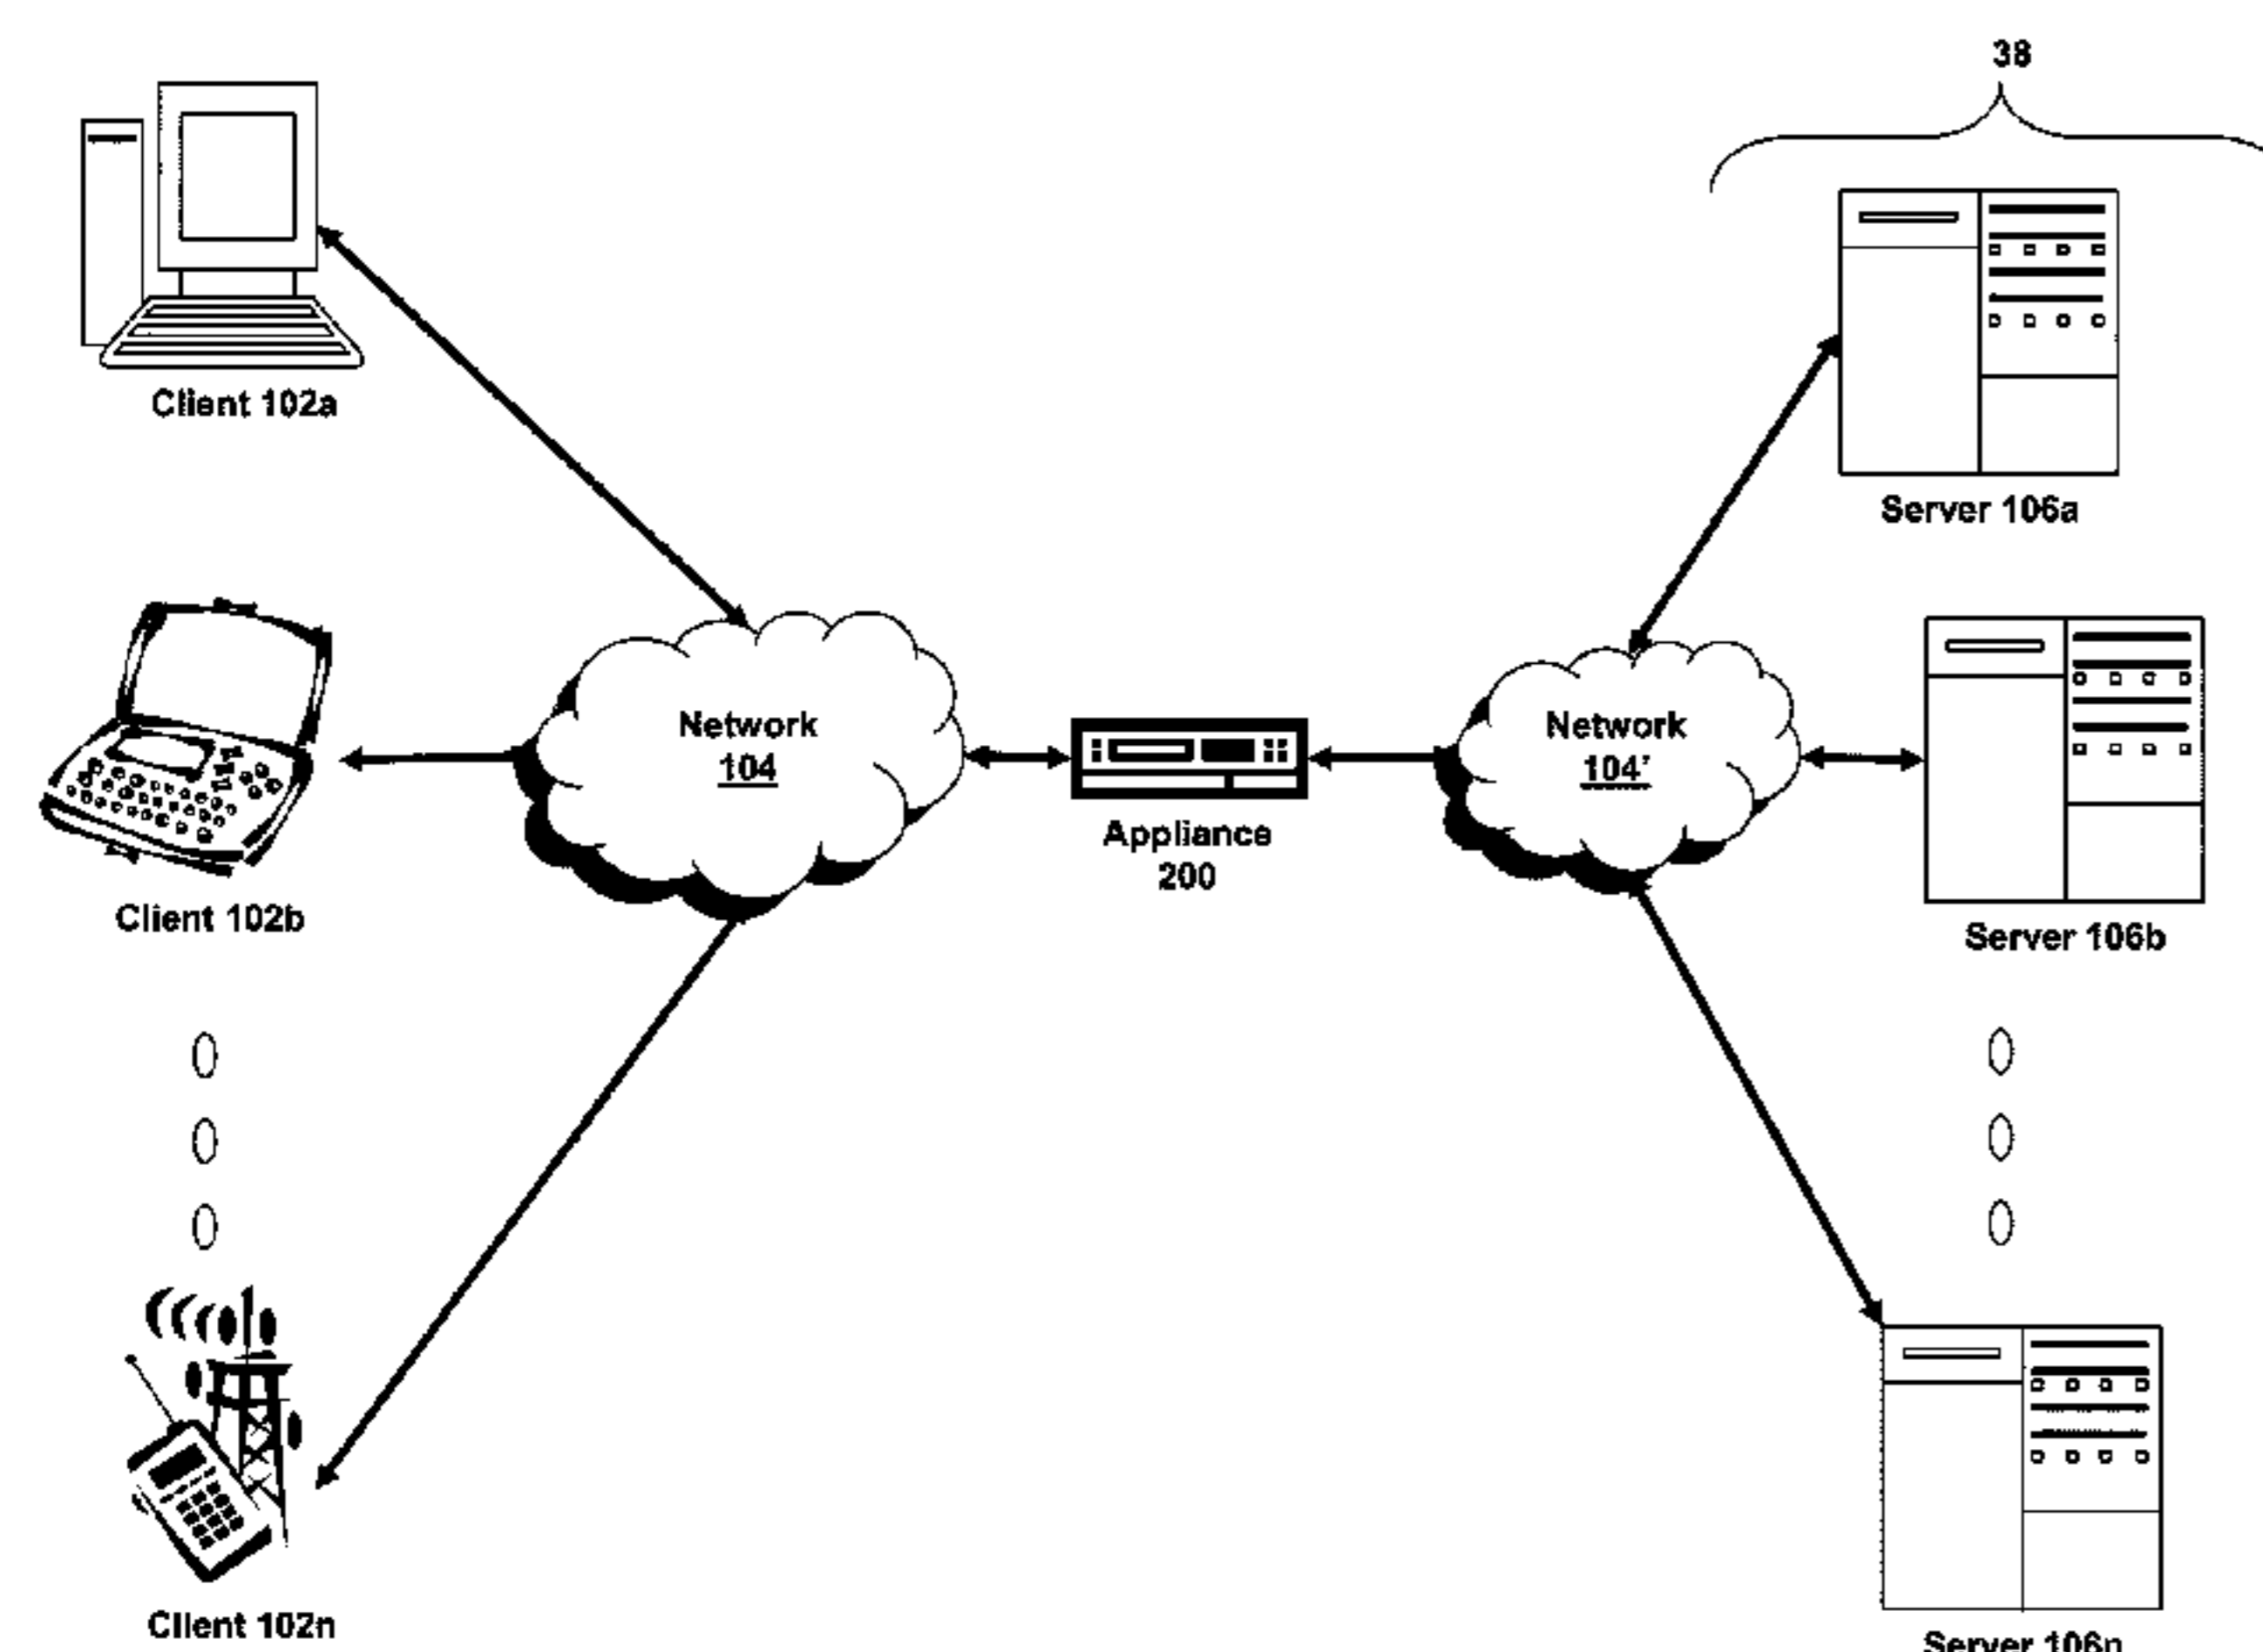 38
Client 102a
Server 106a
Network
104
Network
104'
Appliance
200
Client 102b
Server 106b
Client 102n
Server 106n